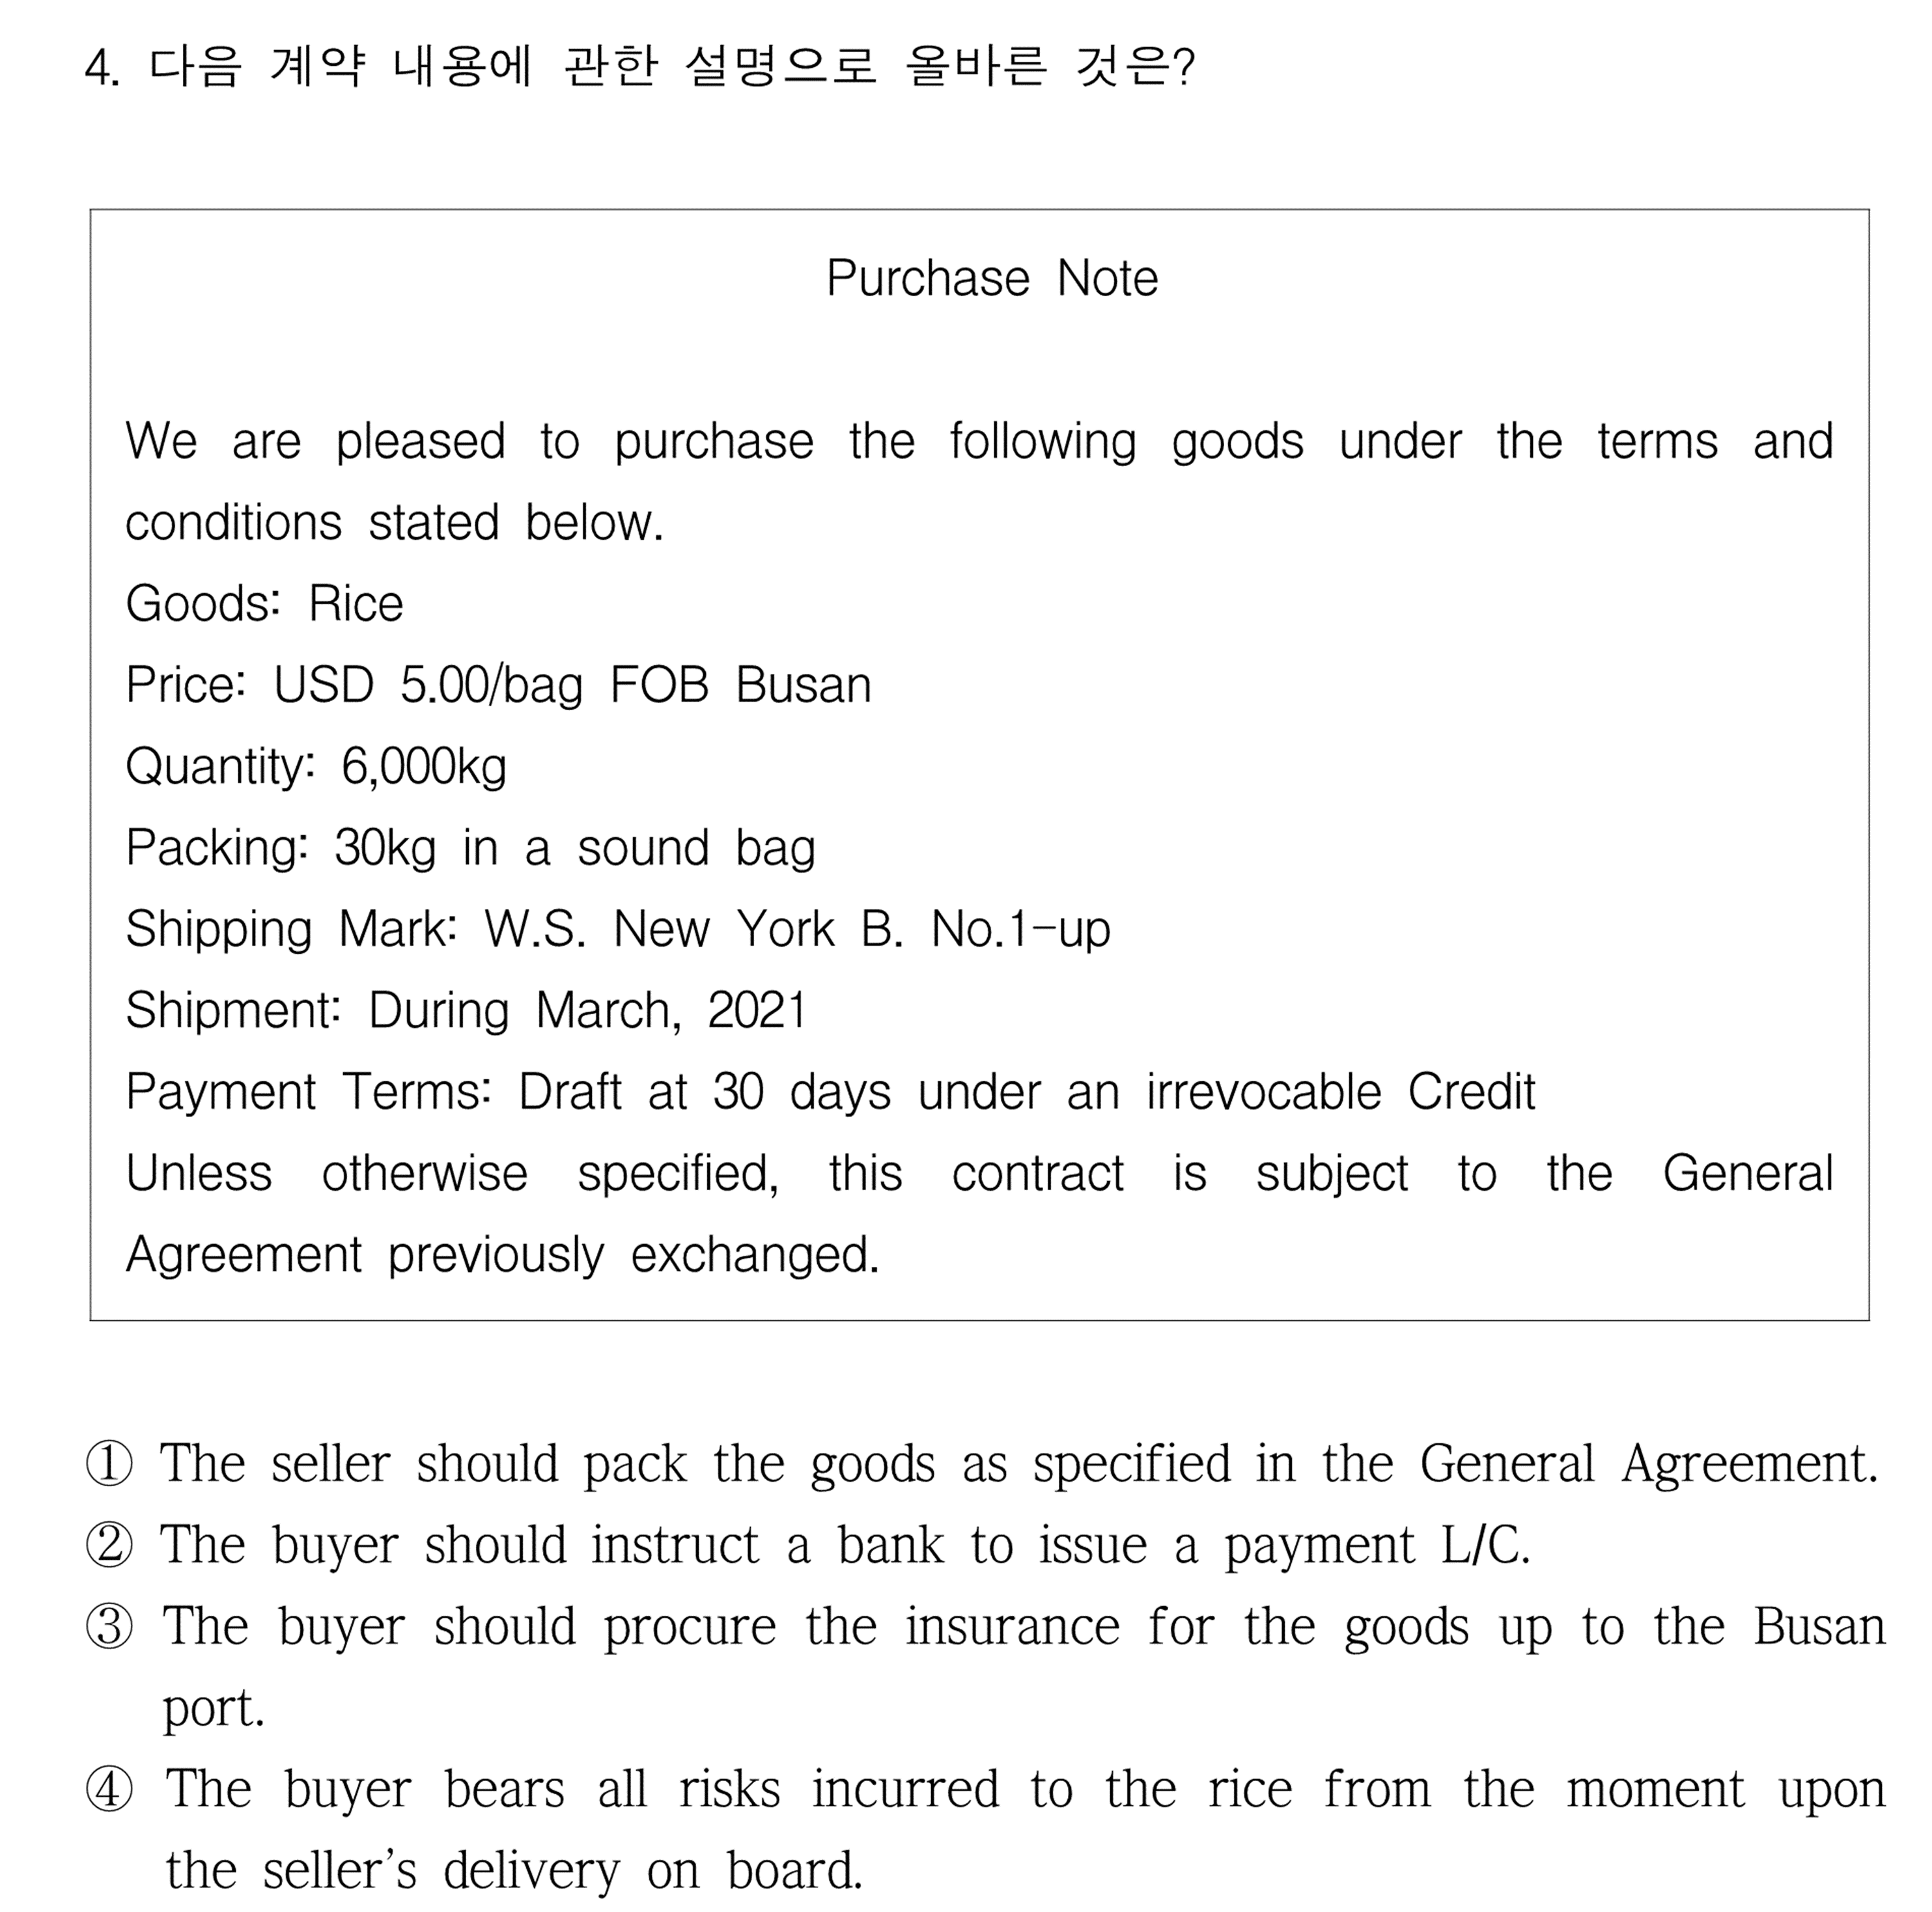 4. 다음 계약 내용에 관한 설명으로 올바른 것은?
Purchase Note
We are pleased to purchase the following goods under the terms and
conditions stated below.
Goods: Rice
Price: USD 5.00/bag FOB Busan
Quantity: 6,000kg
Packing: 30kg in a sound bag
Shipping Mark: W.S. New York B. No.1-up
Shipment: During March, 2021
Payment Terms: Draft at 30 days under an irrevocable Credit
Unless otherwise specified, this contract is subject to the General
Agreement previously exchanged.
① The seller should pack the goods as specified in the General Agreement.
② The buyer should instruct a bank to issue a payment L/C.
③ The buyer should procure the insurance for the goods up to the Busan
port.
④ The buyer bears all risks incurred to the rice from the moment upon
the seller's delivery on board.